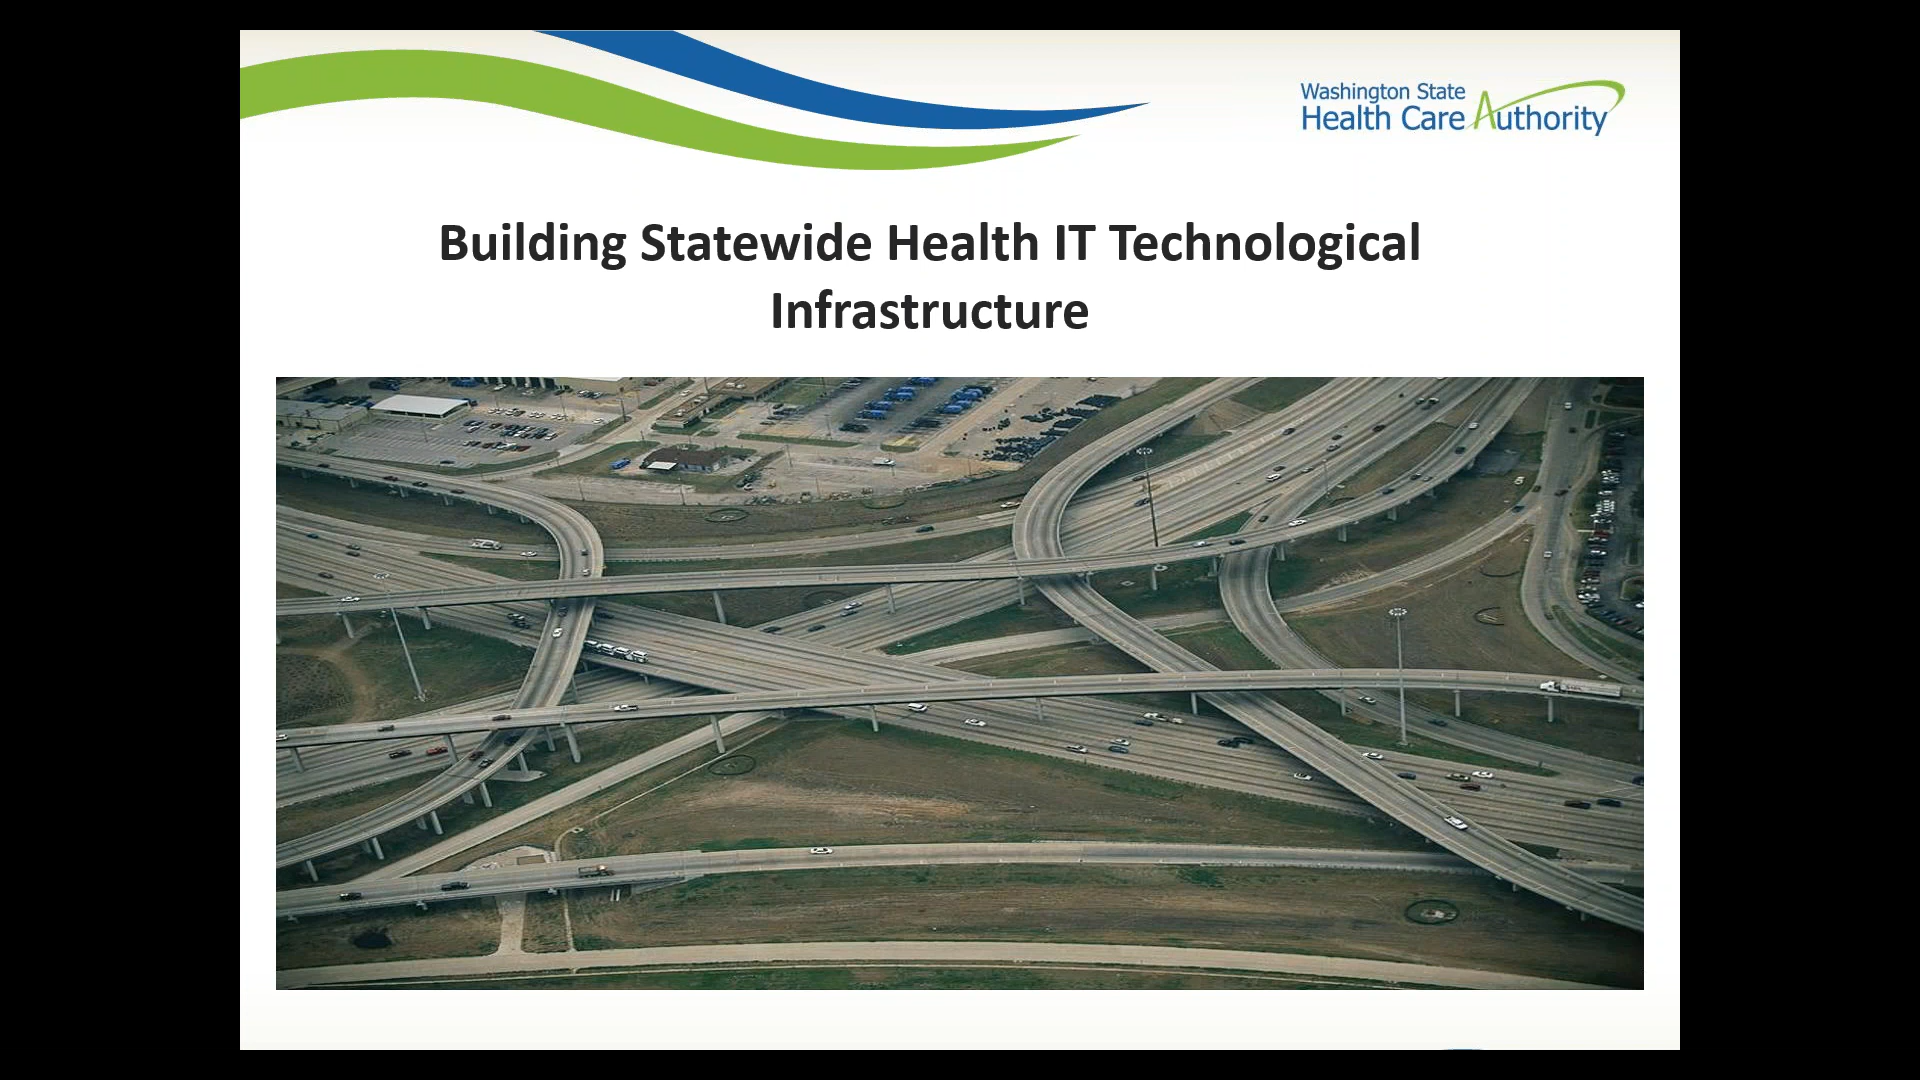 Washington State
Health Care Authority
Building Statewide Health IT Technological
Infrastructure